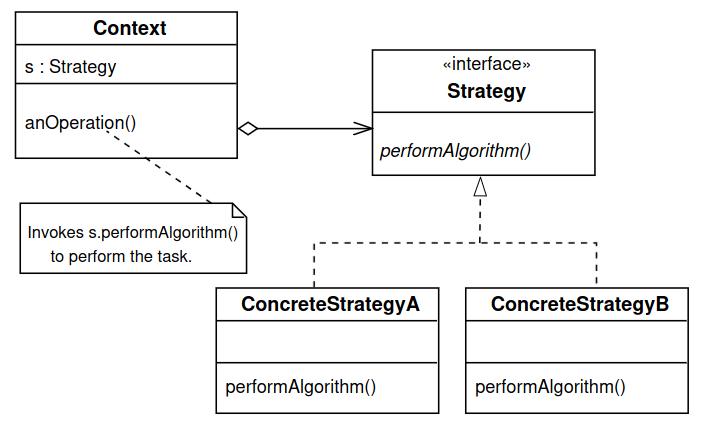 Context
s : Strategy
anOperation()
«interface»
Strategy
performAlgorithm()
Invokes s.performAlgorithm()
to perform the task.
ConcreteStrategyA
performAlgorithm()
ConcreteStrategyB
performAlgorithm()